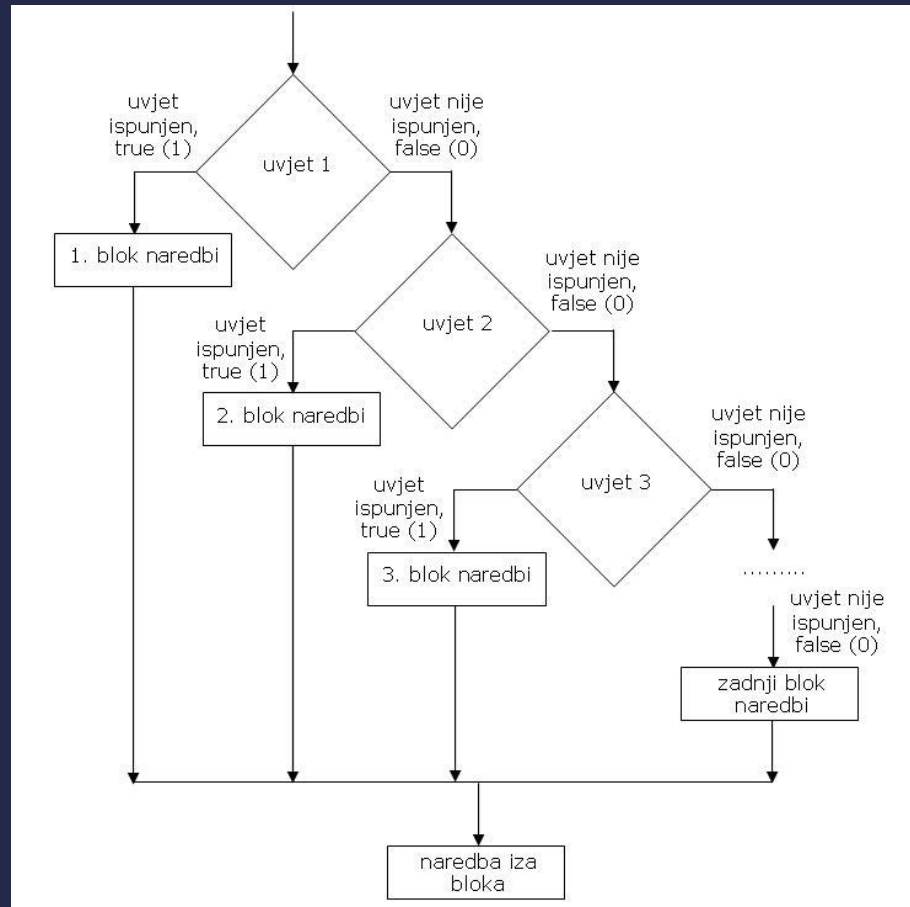 uvjet
ispunjen,
true (1)
uvjet nije
ispunjen,
false (0)
uvjet 1
1. blok naredbi
uvjet nije
ispunjen,
false (0)
uvjet
ispunjen,
true (1)
uvjet 2
2. blok naredbi
uvjet nije
ispunjen,
false (0)
uvjet
ispunjen,
true (1)
uvjet 3
3. blok naredbi
.........
uvjet nije
ispunjen,
false (0)
zadnji blok
naredbi
naredba iza
bloka